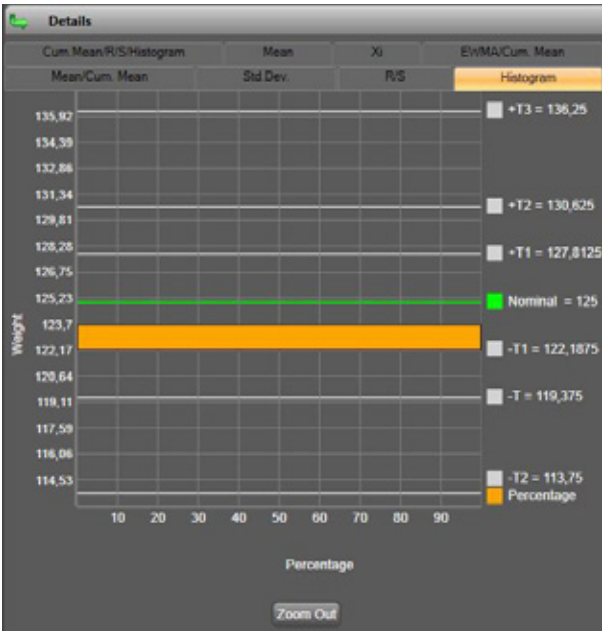 Details
Cum.Mean/R/S/Histogram Mean Xi EWMA/Cum. Mean
Mean/Cum. Mean Std Dev. R/S Histogram
135,92
134,39
132,86
131,34
129,81
128,28
126,75
125,23
123,7
122,17
120,64
119,11
117,59
116,06
114,53
Weight
+T3 = 136,25
+T2 = 130,625
+T1 = 127,8125
Nominal = 125
-T1 = 122,1875
-T = 119,375
-T2 = 113,75
Percentage
10 20 30 40 50 60 70 80 90
Percentage
Zoom Out